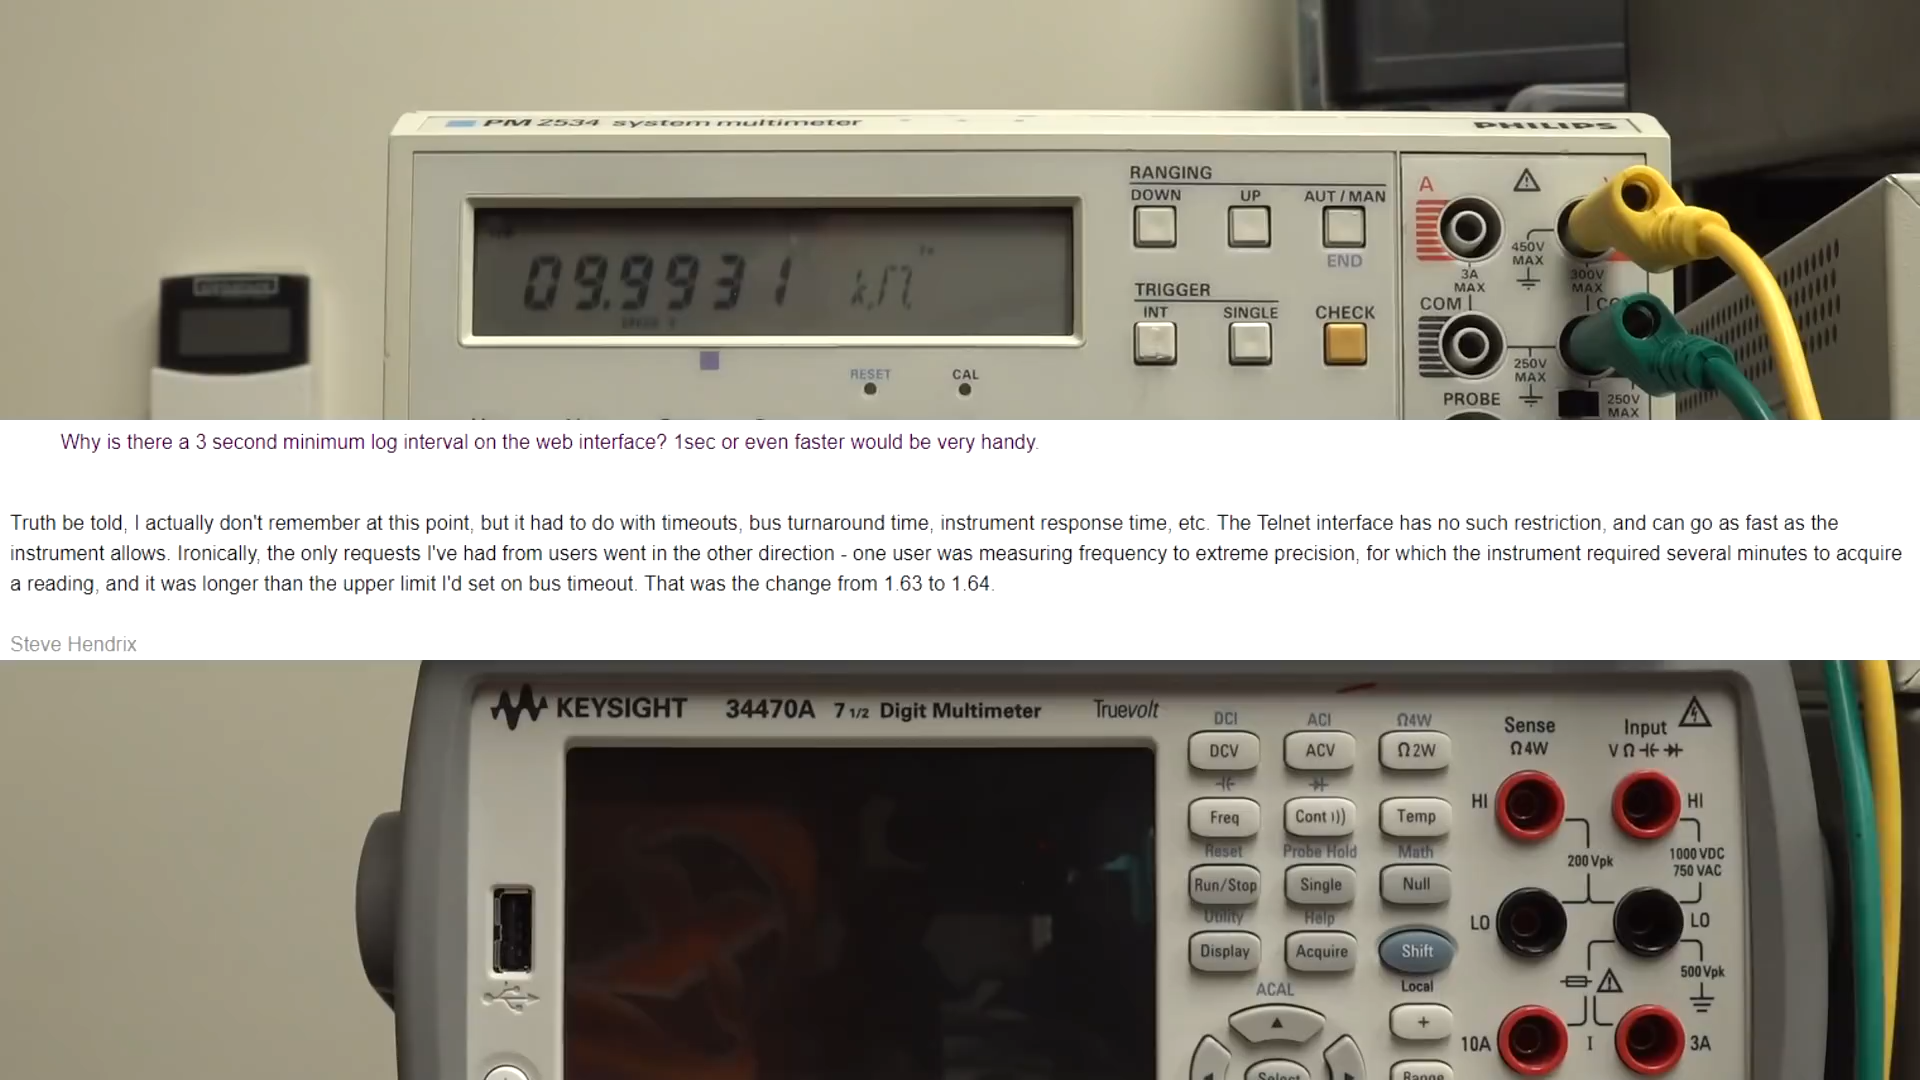 PM 2534 system multimeter PHILIPS
RANGING
DOWN UP AUT / MAN
END
TRIGGER
INT SINGLE CHECK
RESET CAL
09.9931 kΩ
A
3A
MAX
450V
MAX
300V
MAX
COM
250V
MAX
PROBE
250V
MAX
Why is there a 3 second minimum log interval on the web interface? 1sec or even faster would be very handy.
Truth be told, I actually don't remember at this point, but it had to do with timeouts, bus turnaround time, instrument response time, etc. The Telnet interface has no such restriction, and can go as fast as the
instrument allows. Ironically, the only requests I've had from users went in the other direction - one user was measuring frequency to extreme precision, for which the instrument required several minutes to acquire
a reading, and it was longer than the upper limit I'd set on bus timeout. That was the change from 1.63 to 1.64.
Steve Hendrix
KEYSIGHT 34470A 7 1/2 Digit Multimeter Truevolt
DCI ACI Ω4W
DCV ACV Ω2W
Freq Cont Temp
Reset Probe Hold Math
Run/Stop Single Null
Utility Help
Display Acquire Shift
Local
ACAL
+
Select
Range
Sense
Ω4W
Input
V Ω
HI HI
200 Vpk
1000 VDC
750 VAC
LO LO
500 Vpk
10A I 3A